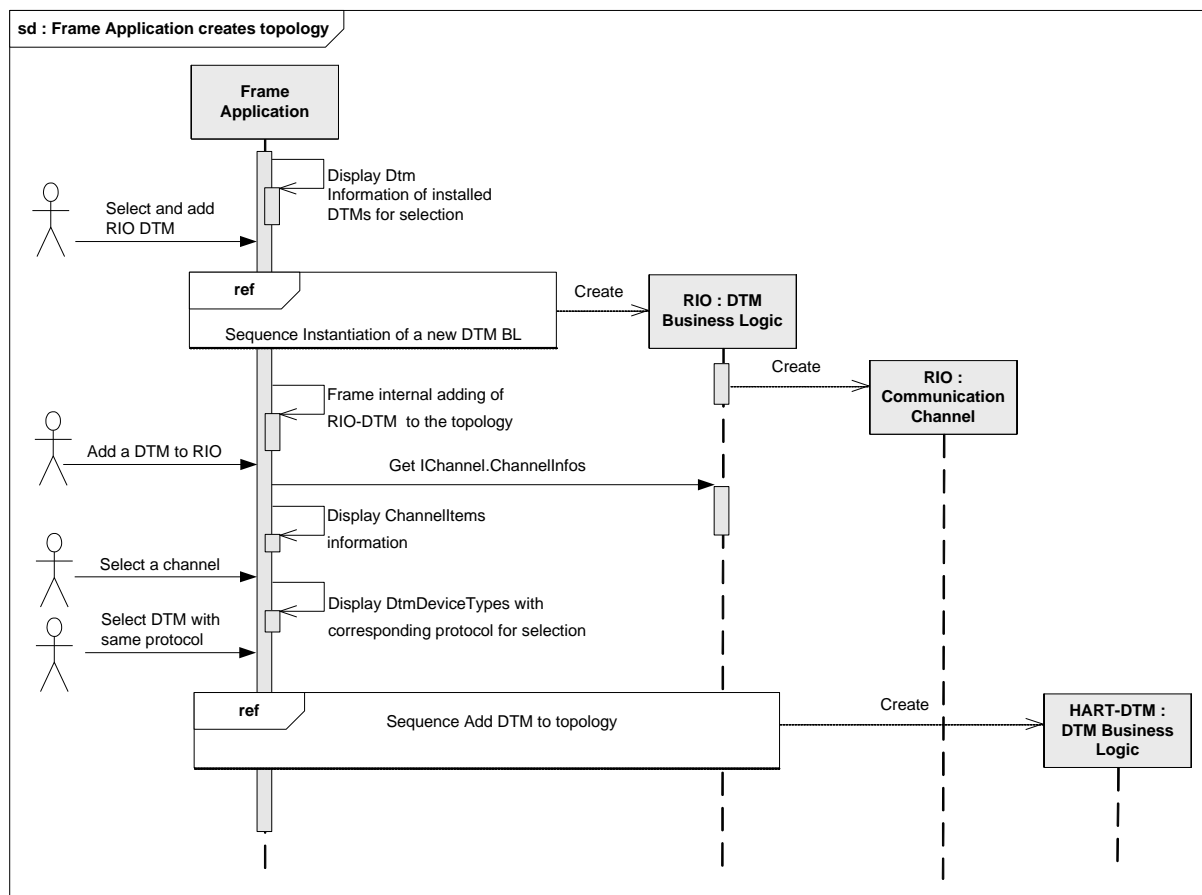 sd : Frame Application creates topology
Frame
Application
Display Dtm
Information of installed
DTMs for selection
Select and add
RIO DTM
ref
Sequence Instantiation of a new DTM BL
Create
RIO : DTM
Business Logic
Create
RIO :
Communication
Channel
Frame internal adding of
RIO-DTM to the topology
Add a DTM to RIO
Get IChannel.ChannelInfos
Display ChannelItems
information
Select a channel
Display DtmDeviceTypes with
corresponding protocol for selection
Select DTM with
same protocol
ref
Sequence Add DTM to topology
Create
HART-DTM :
DTM Business
Logic